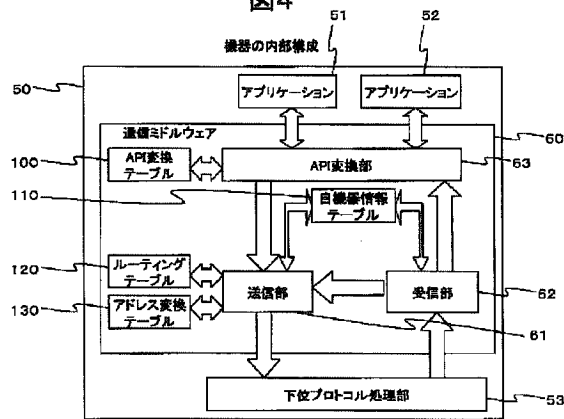 図4
51
52
機器の内部構成
50
アプリケーション
アプリケーション
通信ミドルウェア
60
100
API変換
テーブル
API変換部
63
110
自機器情報
テーブル
120
ルーティング
テーブル
送信部
受信部
62
130
アドレス変換
テーブル
61
下位プロトコル処理部
53